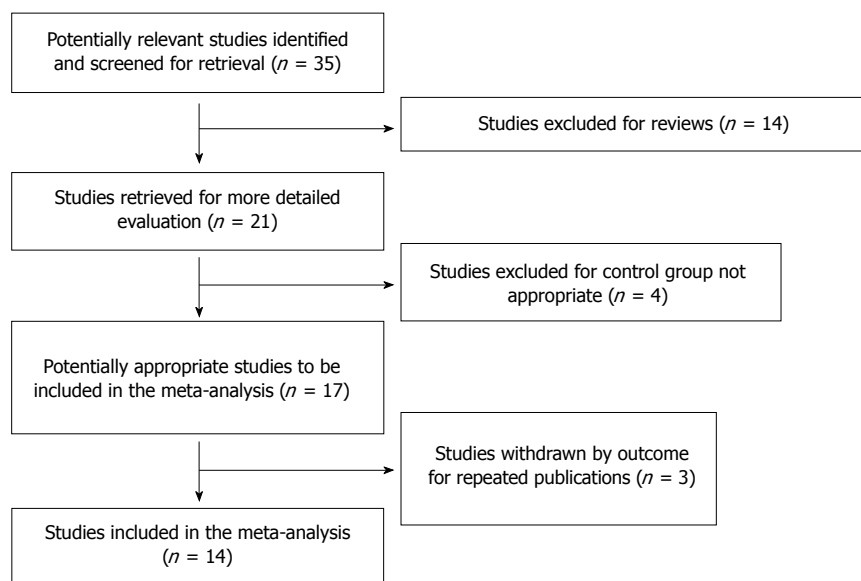 Potentially relevant studies identified
and screened for retrieval (n = 35)
Studies excluded for reviews (n = 14)
Studies retrieved for more detailed
evaluation (n = 21)
Studies excluded for control group not
appropriate (n = 4)
Potentially appropriate studies to be
included in the meta-analysis (n = 17)
Studies withdrawn by outcome
for repeated publications (n = 3)
Studies included in the meta-analysis
(n = 14)